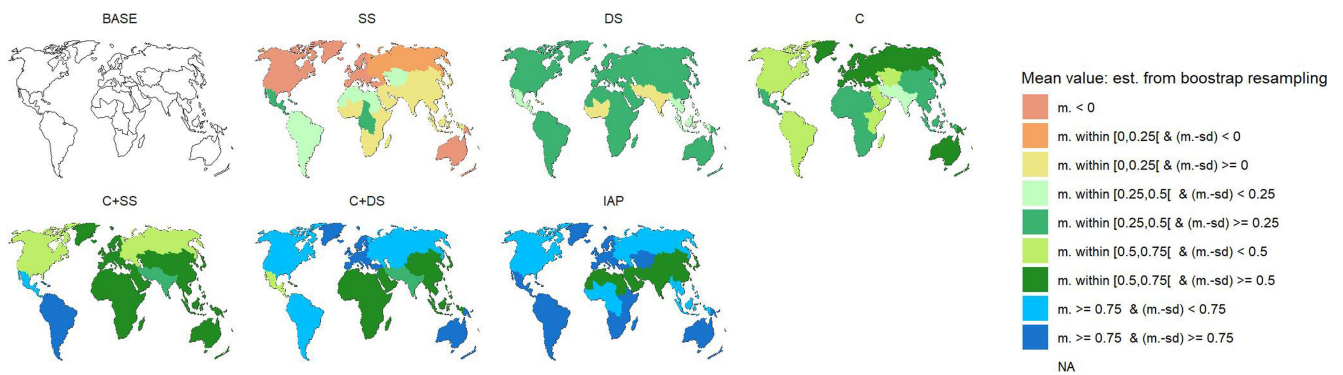 BASE
SS
DS
C
C+SS
C+DS
IAP
Mean value: est. from boostrap resampling
m. < 0
m. within [0,0.25[ & (m.-sd) < 0
m. within [0,0.25[ & (m.-sd) >= 0
m. within [0.25,0.5[  & (m.-sd) < 0.25
m. within [0.25,0.5[ & (m.-sd) >= 0.25
m. within [0.5,0.75[ & (m.-sd) < 0.5
m. within [0.5,0.75[ & (m.-sd) >= 0.5
m. >= 0.75  & (m.-sd) < 0.75
m. >= 0.75  & (m.-sd) >= 0.75
NA